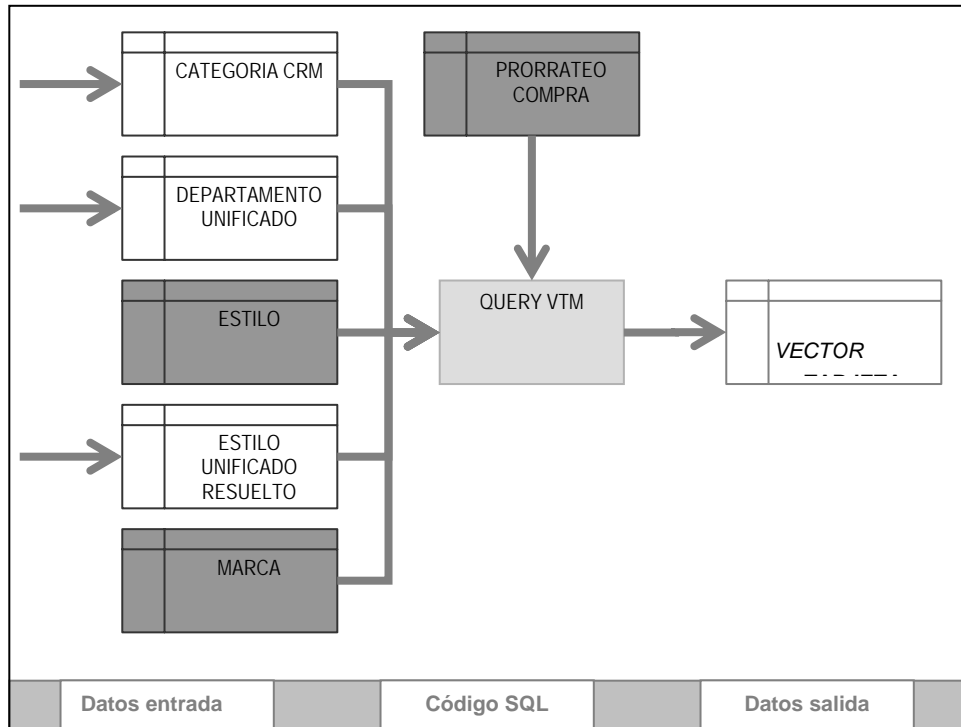 CATEGORIA CRM
PRORRATEO
COMPRA
DEPARTAMENTO
UNIFICADO
ESTILO
QUERY VTM
VECTOR
ESTILO
UNIFICADO
RESUELTO
MARCA
Datos entrada
Código SQL
Datos salida